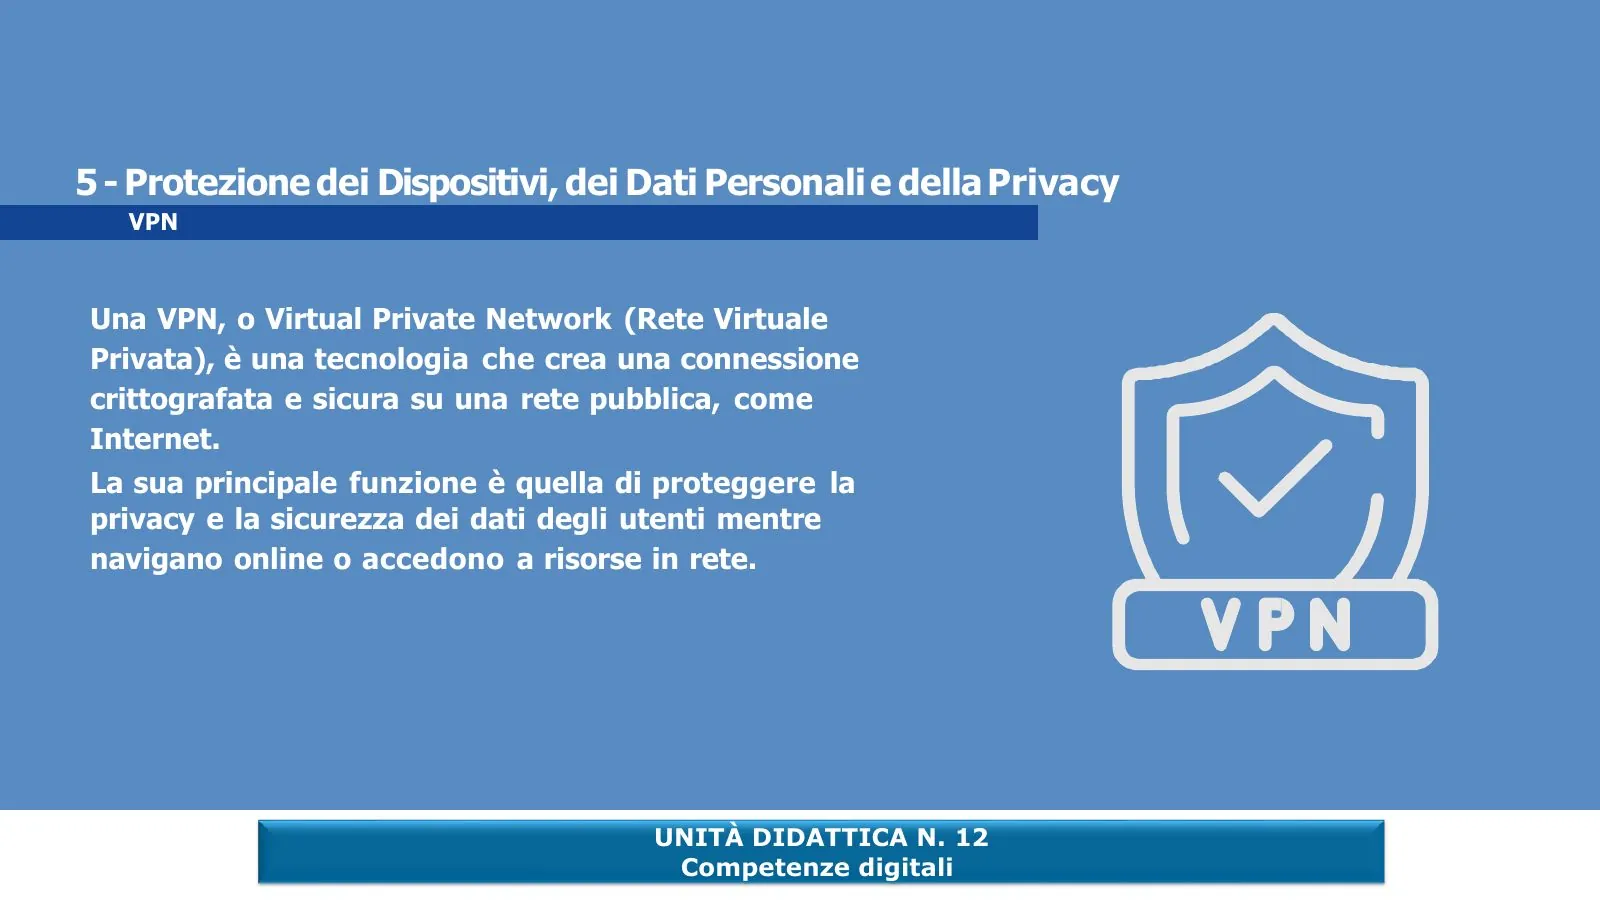 5 - Protezione dei Dispositivi, dei Dati Personali e della Privacy
VPN
Una VPN, o Virtual Private Network (Rete Virtuale
Privata), è una tecnologia che crea una connessione
crittografata e sicura su una rete pubblica, come
Internet.
La sua principale funzione è quella di proteggere la
privacy e la sicurezza dei dati degli utenti mentre
navigano online o accedono a risorse in rete.
VPN
UNITÀ DIDATTICA N. 12
Competenze digitali